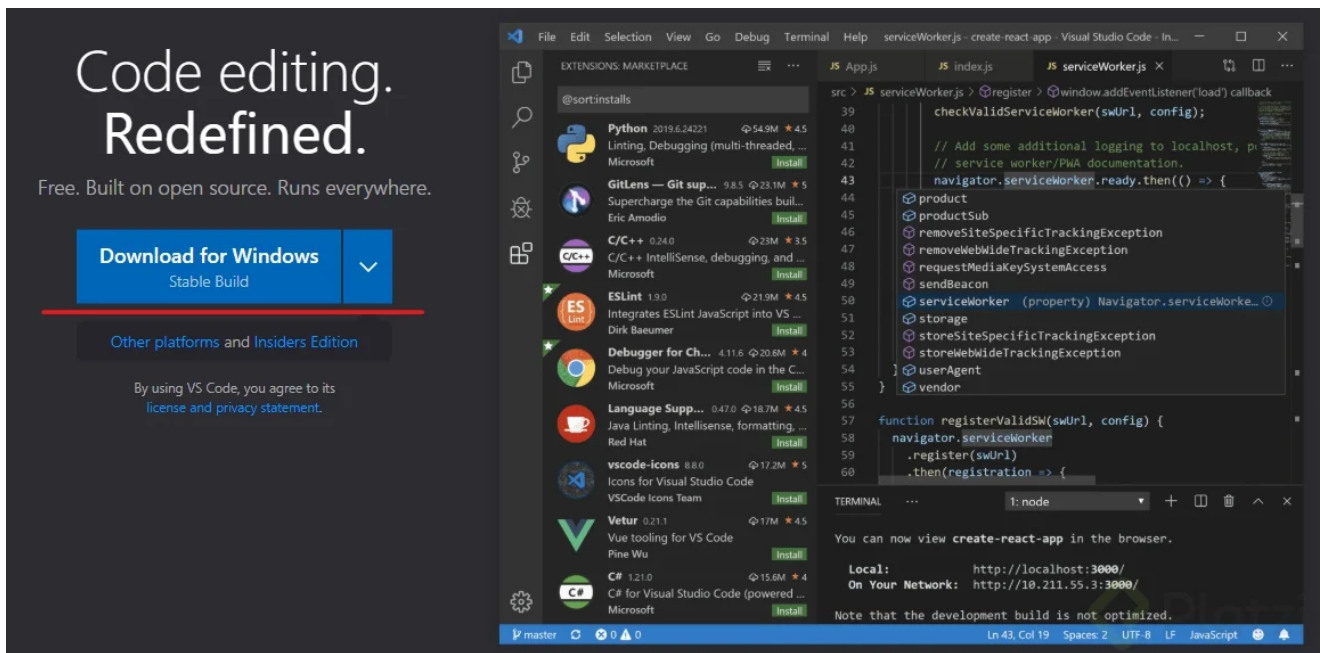 Code editing.
Redefined.
Free. Built on open source. Runs everywhere.
Download for Windows
Stable Build
Other platforms and Insiders Edition
By using VS Code, you agree to its
license and privacy statement.
File Edit Selection View Go Debug Terminal Help serviceWorker.js - create-react-app - Visual Studio Code - In...
EXTENSIONS: MARKETPLACE
@sort:installs
Python 2019.6.24221 54.9M ★ 4.5
Linting, Debugging (multi-threaded, ...
Microsoft Install
GitLens — Git sup... 9.8.5 23.1M ★ 5
Supercharge the Git capabilities buil...
Eric Amodio Install
C/C++ 0.24.0 23M ★ 3.5
C/C++ C/C++ IntelliSense, debugging, and ...
Microsoft Install
ESLint 1.9.0 21.9M ★ 4.5
ES Lint Integrates ESLint JavaScript into VS ...
Dirk Baeumer Install
Debugger for Ch... 4.11.6 20.6M ★ 4
Debug your JavaScript code in the C...
Microsoft Install
Language Supp... 0.47.0 18.7M ★ 4.5
Java Linting, Intellisense, formatting, ...
Red Hat Install
vscode-icons 8.8.0 17.2M ★ 5
Icons for Visual Studio Code
VSCode Icons Team Install
Vetur 0.21.1 17M ★ 4.5
Vue tooling for VS Code
Pine Wu Install
C# 1.21.0 15.6M ★ 4
C# C# for Visual Studio Code (powered ...
Microsoft Install
JS App.js JS index.js JS serviceWorker.js
src > JS serviceWorker.js > register > window.addEventListener('load') callback
39 checkValidServiceWorker(swUrl, config);
40
41 // Add some additional logging to localhost, p
42 // service worker/PWA documentation.
43 navigator.serviceWorker.ready.then(() => {
44 product
45 productSub
46 removeSiteSpecificTrackingException
47 removeWebWideTrackingException
48 requestMediaKeySystemAccess
49 sendBeacon
50 serviceWorker (property) Navigator.serviceWorke...
51 storage
52 storeSiteSpecificTrackingException
53 storeWebWideTrackingException
54 } userAgent
55 } vendor
56
57 function registerValidSW(swUrl, config) {
58 navigator.serviceWorker
59 .register(swUrl)
60 .then(registration => {
TERMINAL ... 1: node
You can now view create-react-app in the browser.
Local: http://localhost:3000/
On Your Network: http://10.211.55.3:3000/
Note that the development build is not optimized.
master 0 0 Ln 43, Col 19 Spaces: 2 UTF-8 LF JavaScript
Platzi